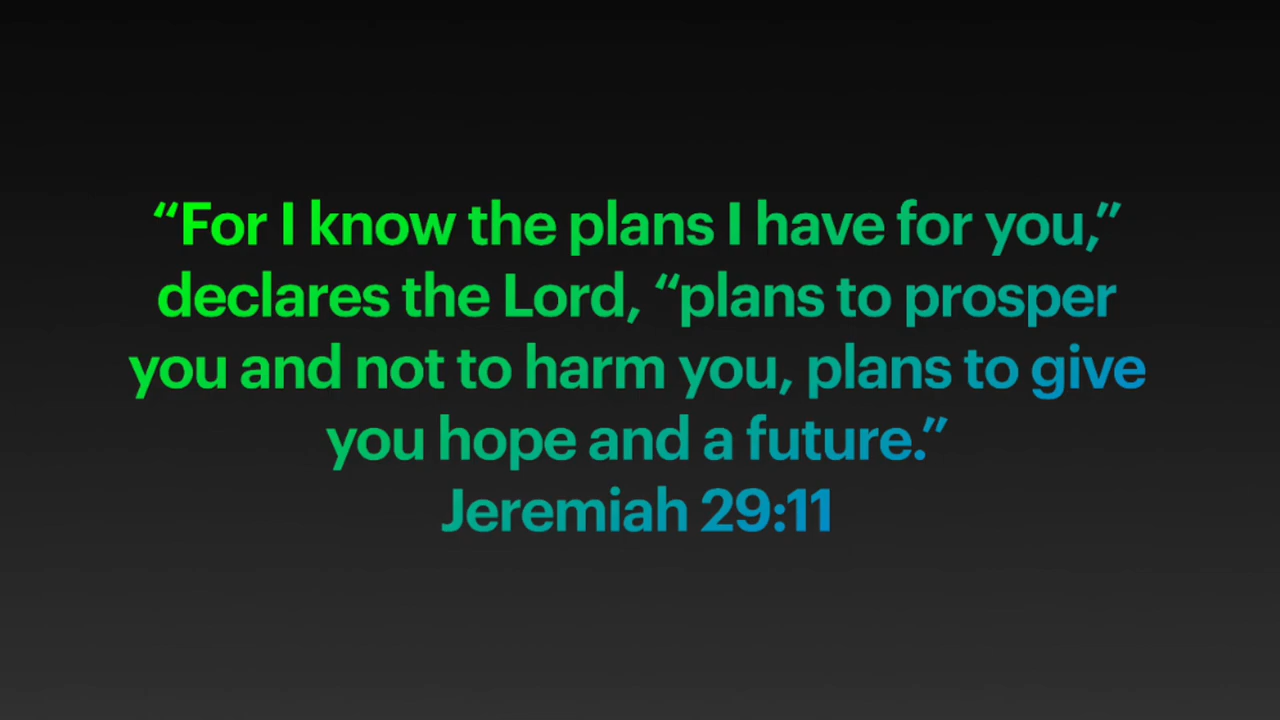 “For I know the plans I have for you,”
declares the Lord, “plans to prosper
you and not to harm you, plans to give
you hope and a future.”
Jeremiah 29:11